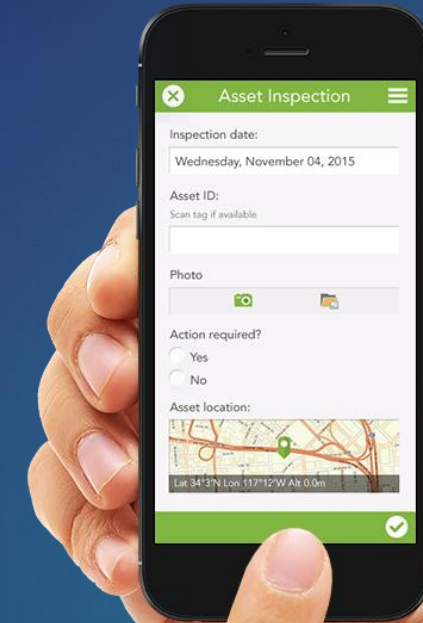 Asset Inspection
Inspection date:
Wednesday, November 04, 2015
Asset ID:
Scan tag if available
Photo
Action required?
Yes
No
Asset location:
Lat 34°3'N Lon 117°12'W Alt 0.0m